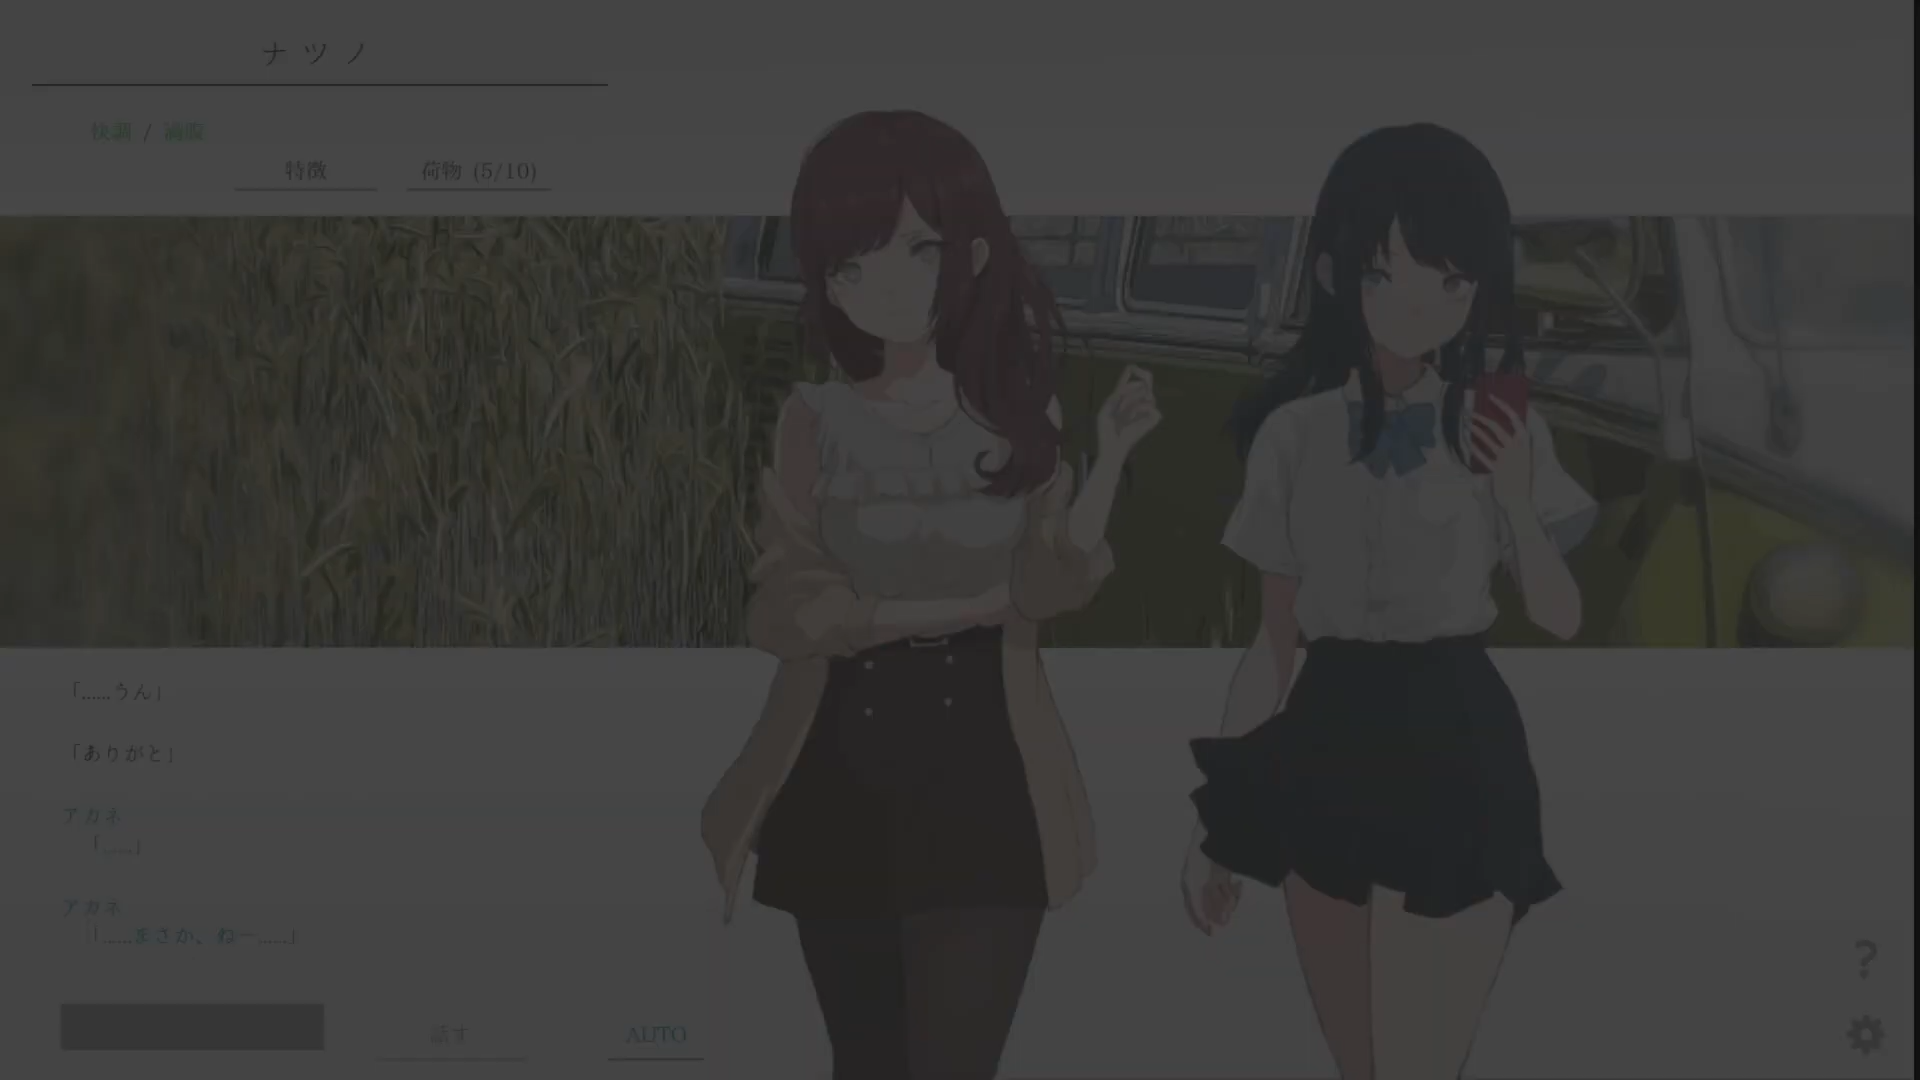 ナツノ
快調 / 満腹
特徴
荷物 (5/10)
「......うん」
「ありがと」
アカネ
「......」
アカネ
「......まさか、ねー......」
話す
AUTO
?